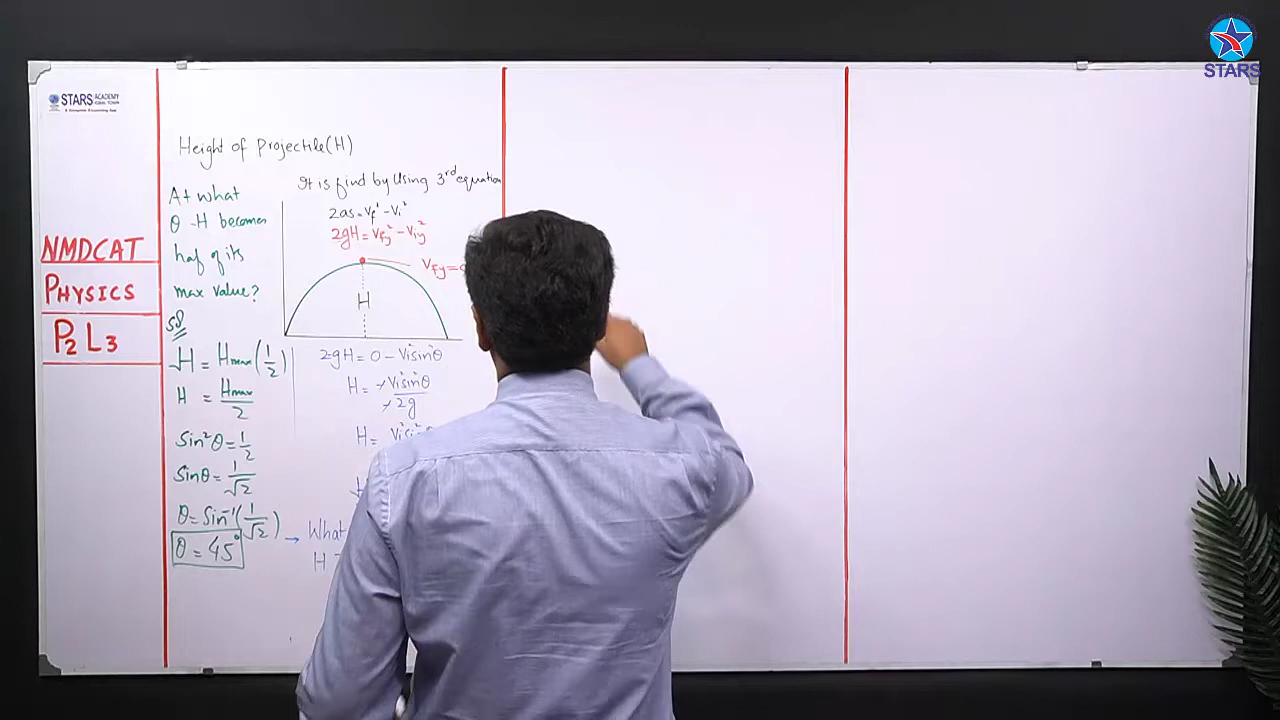 STARS
STARS ACADEMY
NMDCAT
PHYSICS
P₂ L₃
Height of Projectile(H)
At what
θ H becomes
haf of its
max value?
Sol
H = Hmax(1/2)
H = Hmax/2
Sin²θ = 1/2
Sinθ = 1/√2
θ = Sin⁻¹(1/√2)
θ = 45°
It is find by Using 3rd equation
2as = Vf² - Vi²
2gH = Vfy² - Viy²
Vfy =
H
2gH = 0 - Vi²sin²θ
H = -Vi²sin²θ/-2g
H = Vi²sin²θ
→ What
H